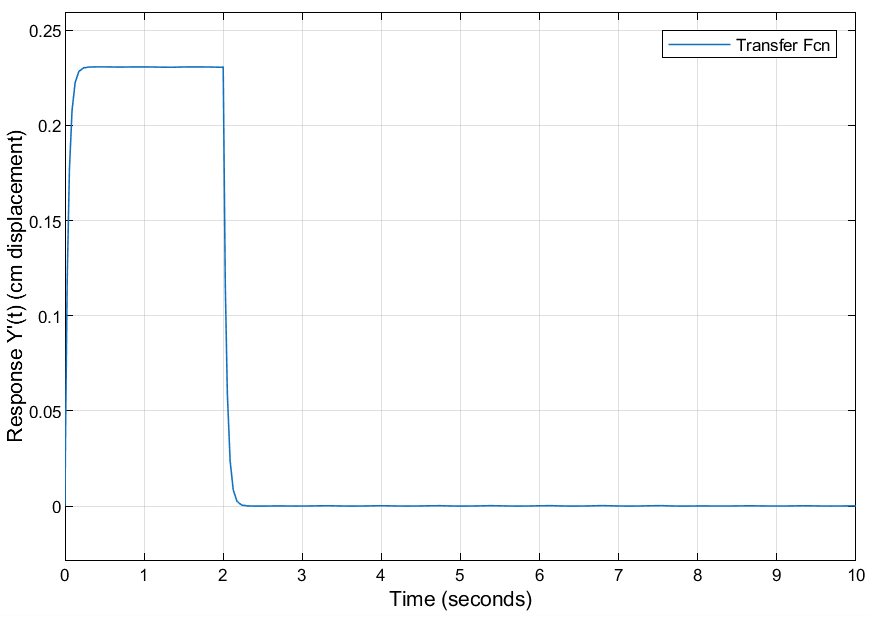 0.25
0.2
0.15
0.1
0.05
0
Response Y'(t) (cm displacement)
Transfer Fcn
0 1 2 3 4 5 6 7 8 9 10
Time (seconds)